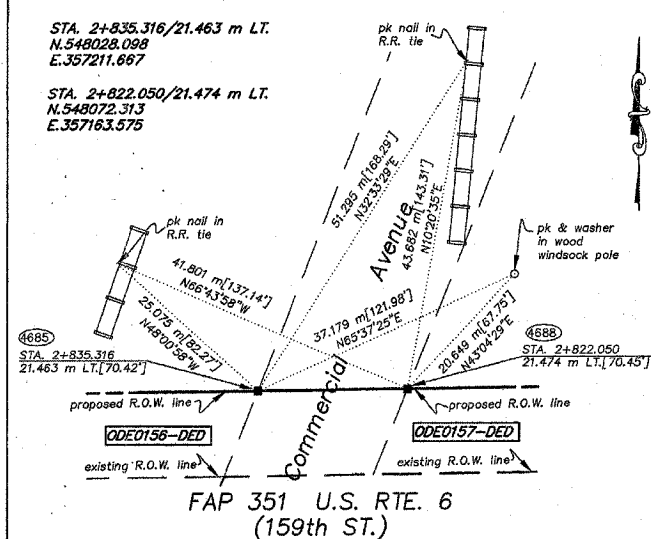 STA. 2+835.316/21.463 m LT.
N.548028.098
E.357211.667
STA. 2+822.050/21.474 m LT.
N.548072.313
E.357163.575
pk nail in
R.R. tie
pk nail in
R.R. tie
pk & washer
in wood
windsock pole
51.295 m[168.29']
N32°33'29"E
43.682 m[143.31']
N10°20'35"E
Avenue
41.801 m[137.14']
N66°43'58"W
25.075 m[82.27']
N48°00'58"W
37.179 m[121.98']
N65°37'25"E
20.649 m[67.75']
N43°04'29"E
4685
STA. 2+835.316
21.463 m LT.[70.42']
4688
STA. 2+822.050
21.474 m LT.[70.45']
proposed R.O.W. line
proposed R.O.W. line
Commercial
ODE0156-DED
ODE0157-DED
existing R.O.W. line
existing R.O.W. line
FAP 351 U.S. RTE. 6
(159th ST.)